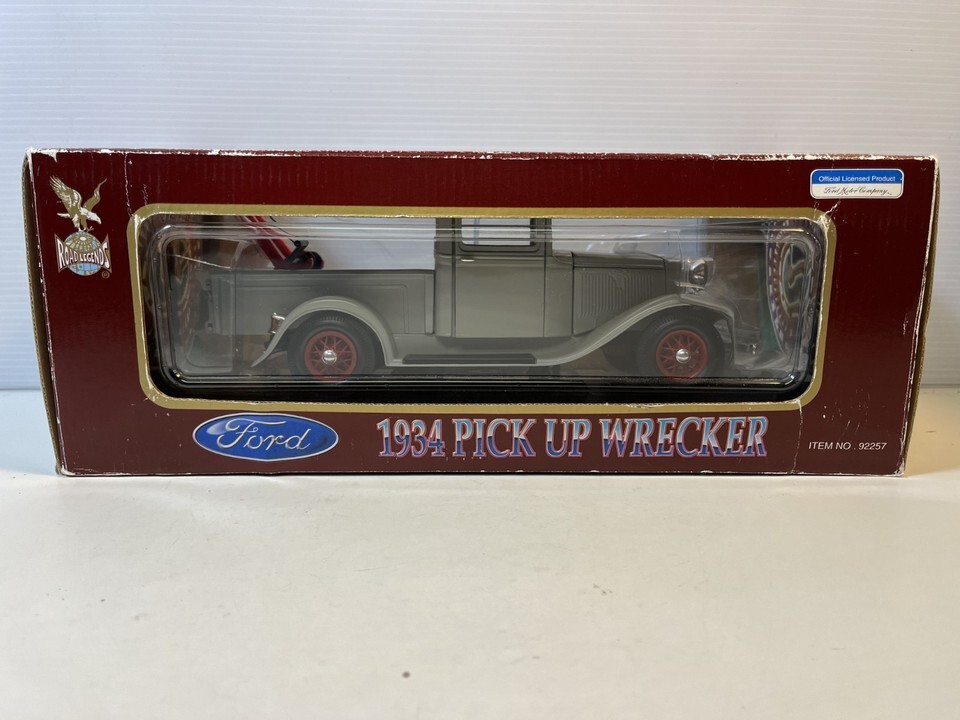 Official Licensed Product
Ford Motor Company
ROAD LEGENDS
®
Ford
1934 PICK UP WRECKER
ITEM NO. 92257